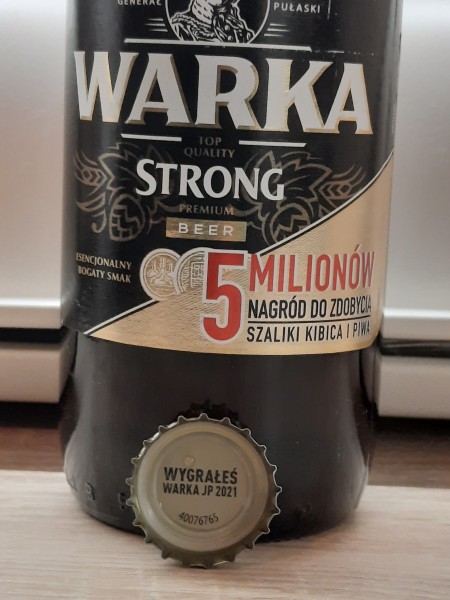 GENERAŁ PUŁASKI
WARKA
TOP
QUALITY
STRONG
PREMIUM
BEER
ESENCJONALNY
BOGATY SMAK
5 MILIONÓW
NAGRÓD DO ZDOBYCIA
SZALIKI KIBICA I PIWA
WYGRAŁEŚ
WARKA JP 2021
40076765